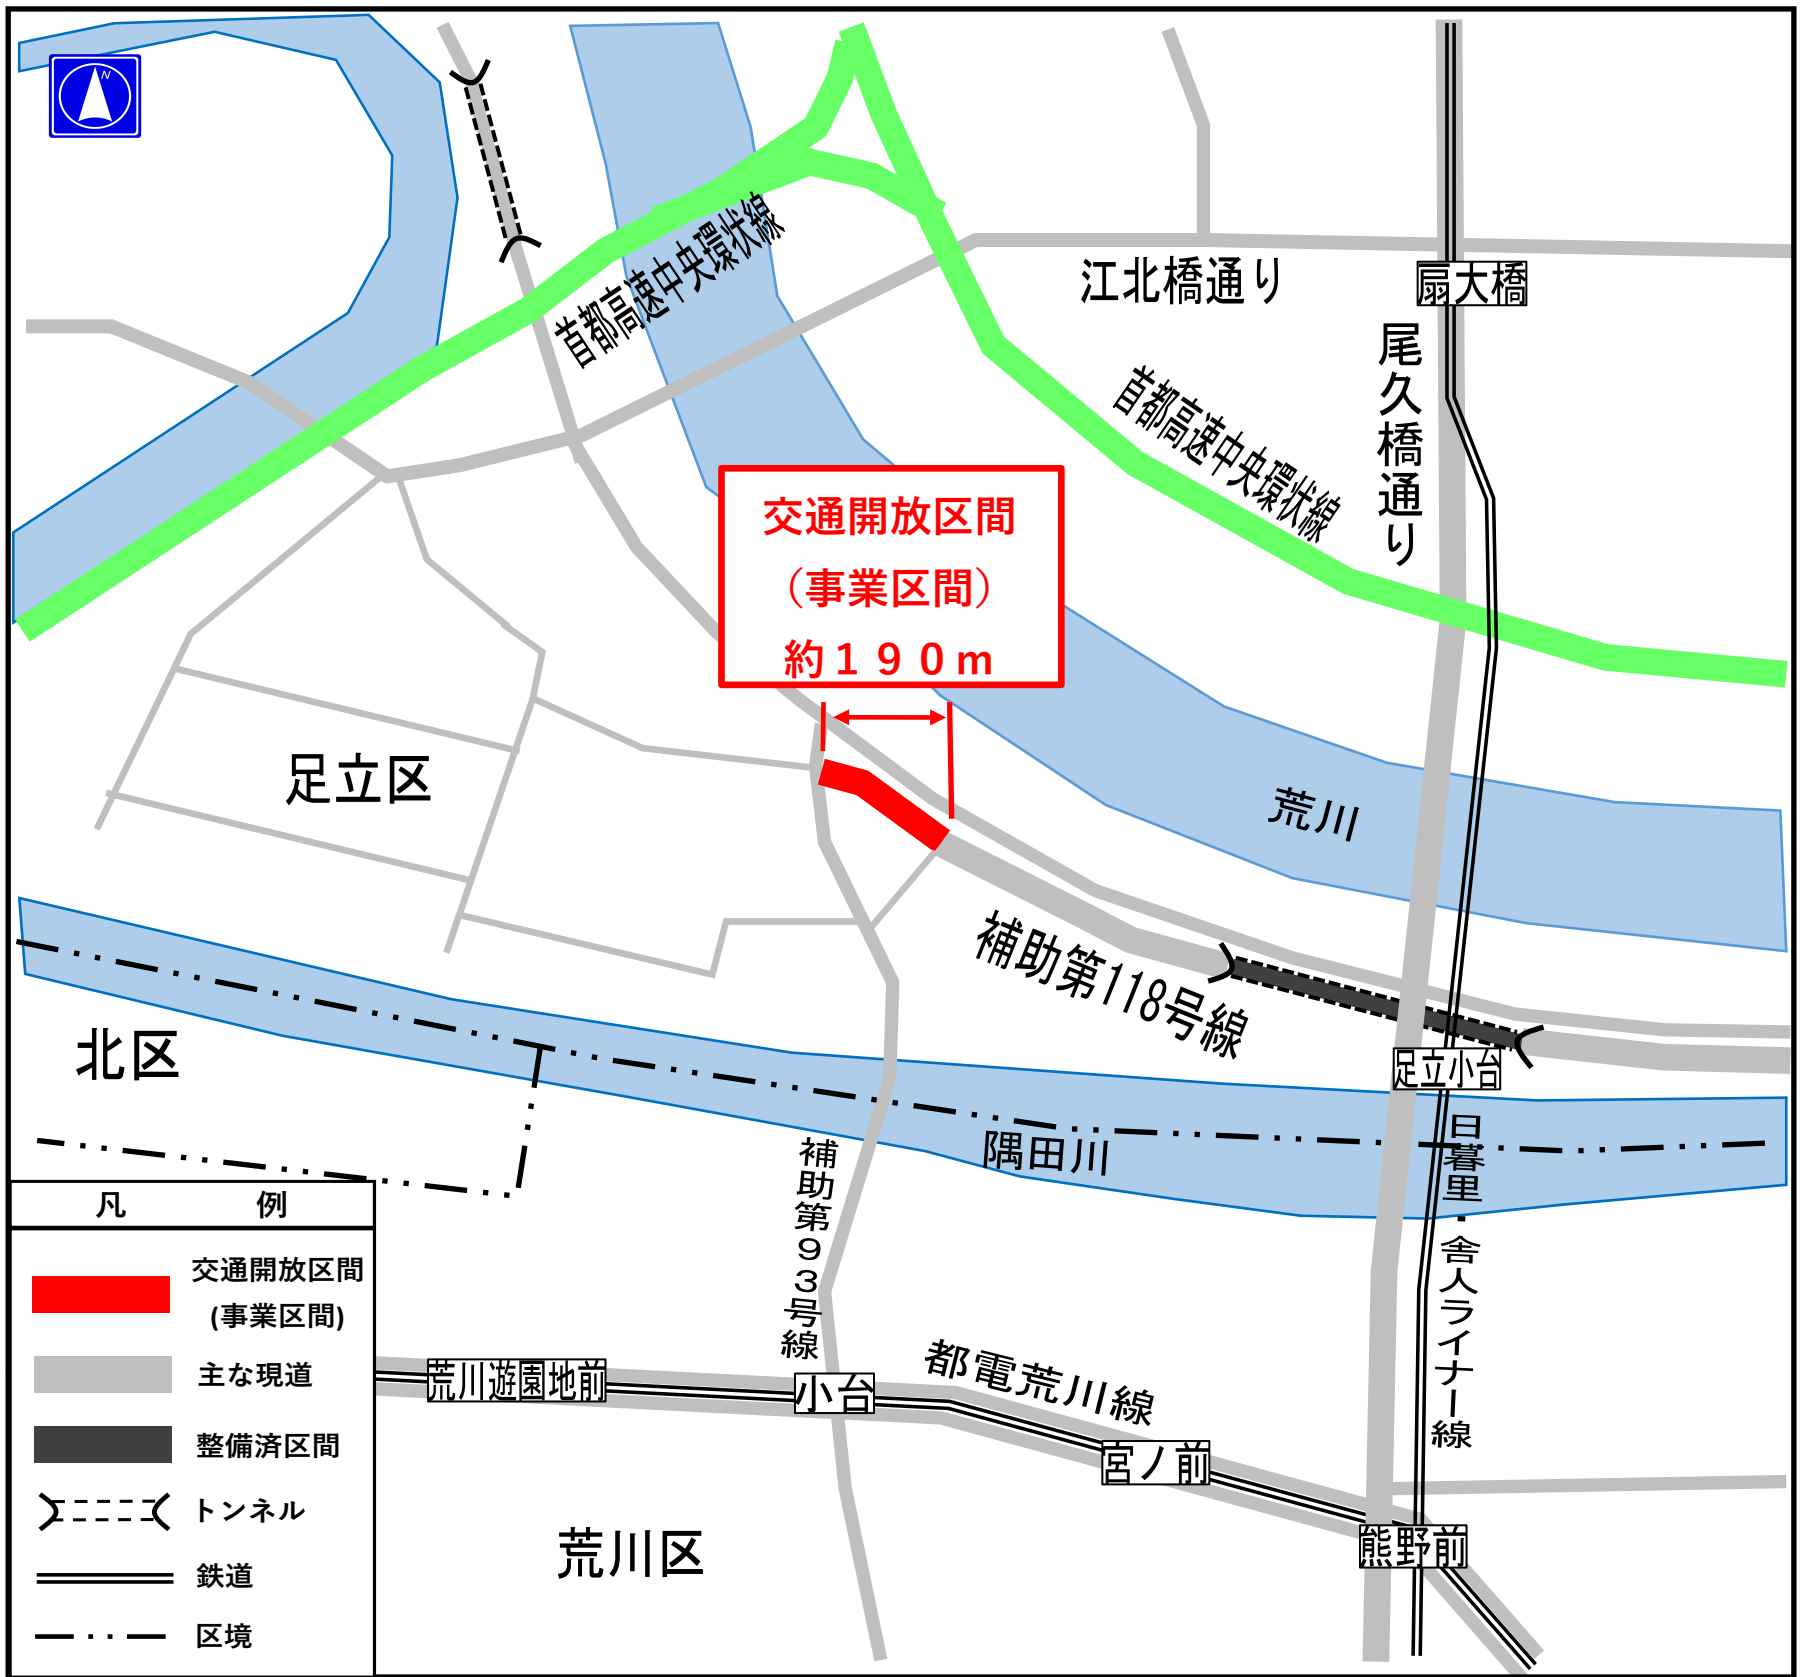 N
首都高速中央環状線
江北橋通り
扇大橋
尾久橋通り
首都高速中央環状線
交通開放区間
（事業区間）
約１９０ｍ
足立区
荒川
補助第118号線
北区
足立小台
隅田川
日暮里・舎人ライナー線
補助第９３号線
凡 例
交通開放区間
(事業区間)
主な現道
整備済区間
トンネル
鉄道
区境
荒川遊園地前
小台
都電荒川線
宮ノ前
熊野前
荒川区